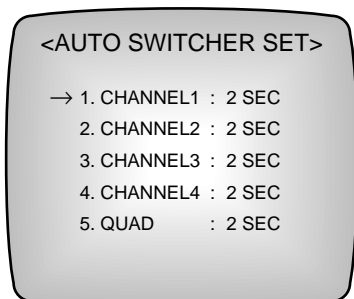 <AUTO SWITCHER SET>
→ 1. CHANNEL1 : 2 SEC
2. CHANNEL2 : 2 SEC
3. CHANNEL3 : 2 SEC
4. CHANNEL4 : 2 SEC
5. QUAD : 2 SEC